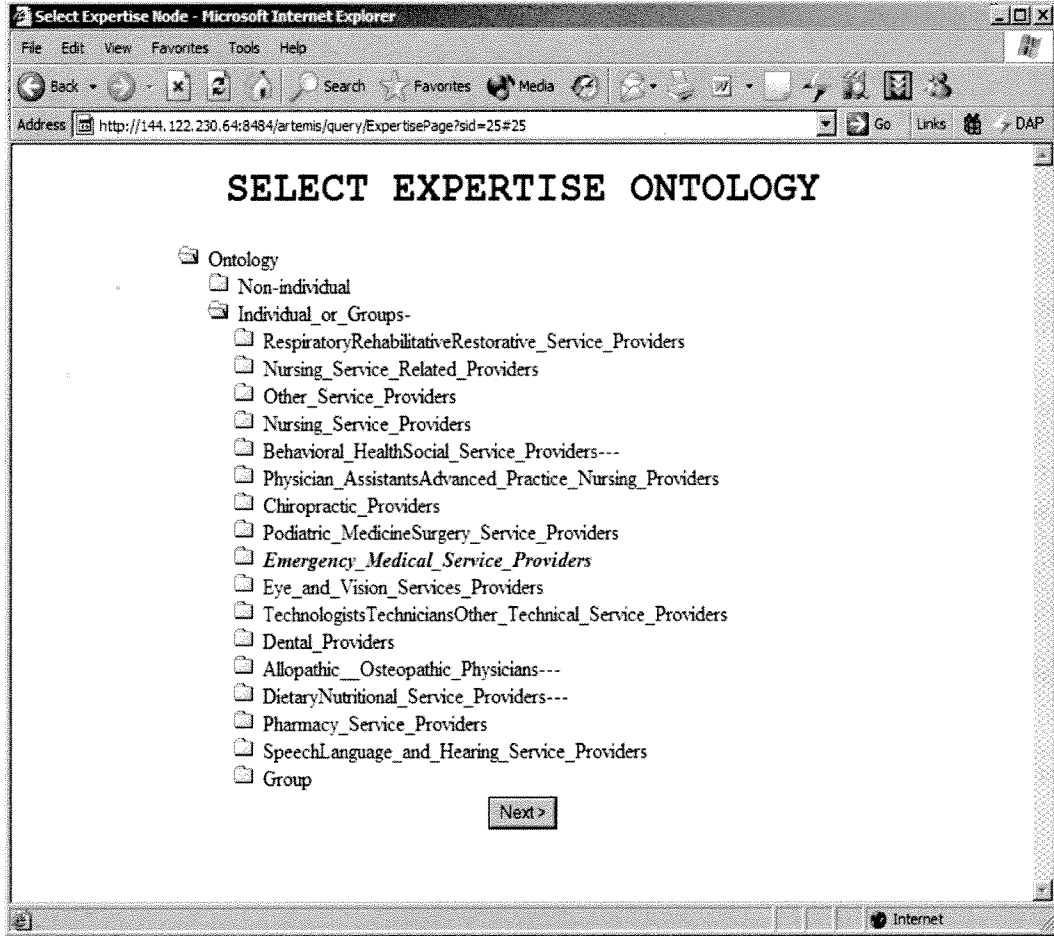 Select Expertise Node - Microsoft Internet Explorer
File Edit View Favorites Tools Help
Back Search Favorites Media
Address http://144.122.230.64:8484/artemis/query/ExpertisePage?sid=25#25 Go Links DAP
SELECT EXPERTISE ONTOLOGY
Ontology
Non-individual
Individual_or_Groups-
RespiratoryRehabilitativeRestorative_Service_Providers
Nursing_Service_Related_Providers
Other_Service_Providers
Nursing_Service_Providers
Behavioral_HealthSocial_Service_Providers---
Physician_AssistantsAdvanced_Practice_Nursing_Providers
Chiropractic_Providers
Podiatric_MedicineSurgery_Service_Providers
Emergency_Medical_Service_Providers
Eye_and_Vision_Services_Providers
TechnologistsTechniciansOther_Technical_Service_Providers
Dental_Providers
Allopathic__Osteopathic_Physicians---
DietaryNutritional_Service_Providers---
Pharmacy_Service_Providers
SpeechLanguage_and_Hearing_Service_Providers
Group
Next >
Internet